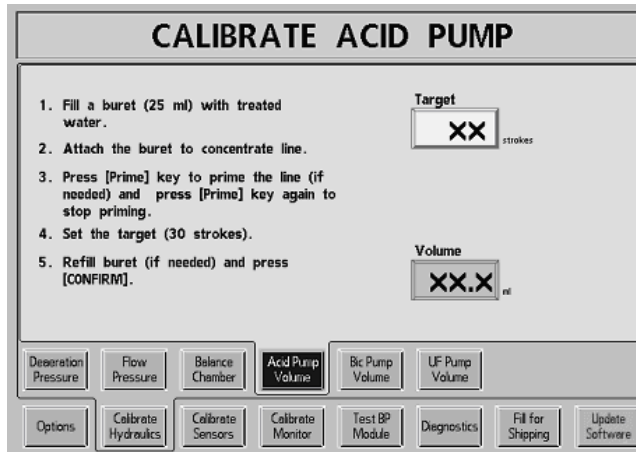 CALIBRATE ACID PUMP
1. Fill a buret (25 ml) with treated
water.
2. Attach the buret to concentrate line.
3. Press [Prime] key to prime the line (if
needed) and press [Prime] key again to
stop priming.
4. Set the target (30 strokes).
5. Refill buret (if needed) and press
[CONFIRM].
Target
XX strokes
Volume
XX.X ml
Deaeration
Pressure
Flow
Pressure
Balance
Chamber
Acid Pump
Volume
Bic Pump
Volume
UF Pump
Volume
Options
Calibrate
Hydraulics
Calibrate
Sensors
Calibrate
Monitor
Test BP
Module
Diagnostics
Fill for
Shipping
Update
Software